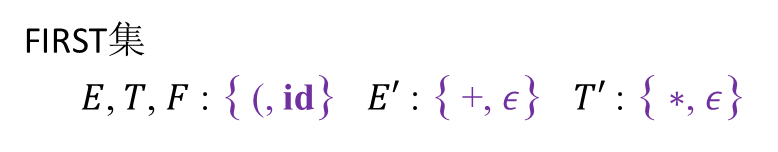 FIRST集
E, T, F : { (, id}  E′ : { +, ϵ}  T′ : { ∗, ϵ}